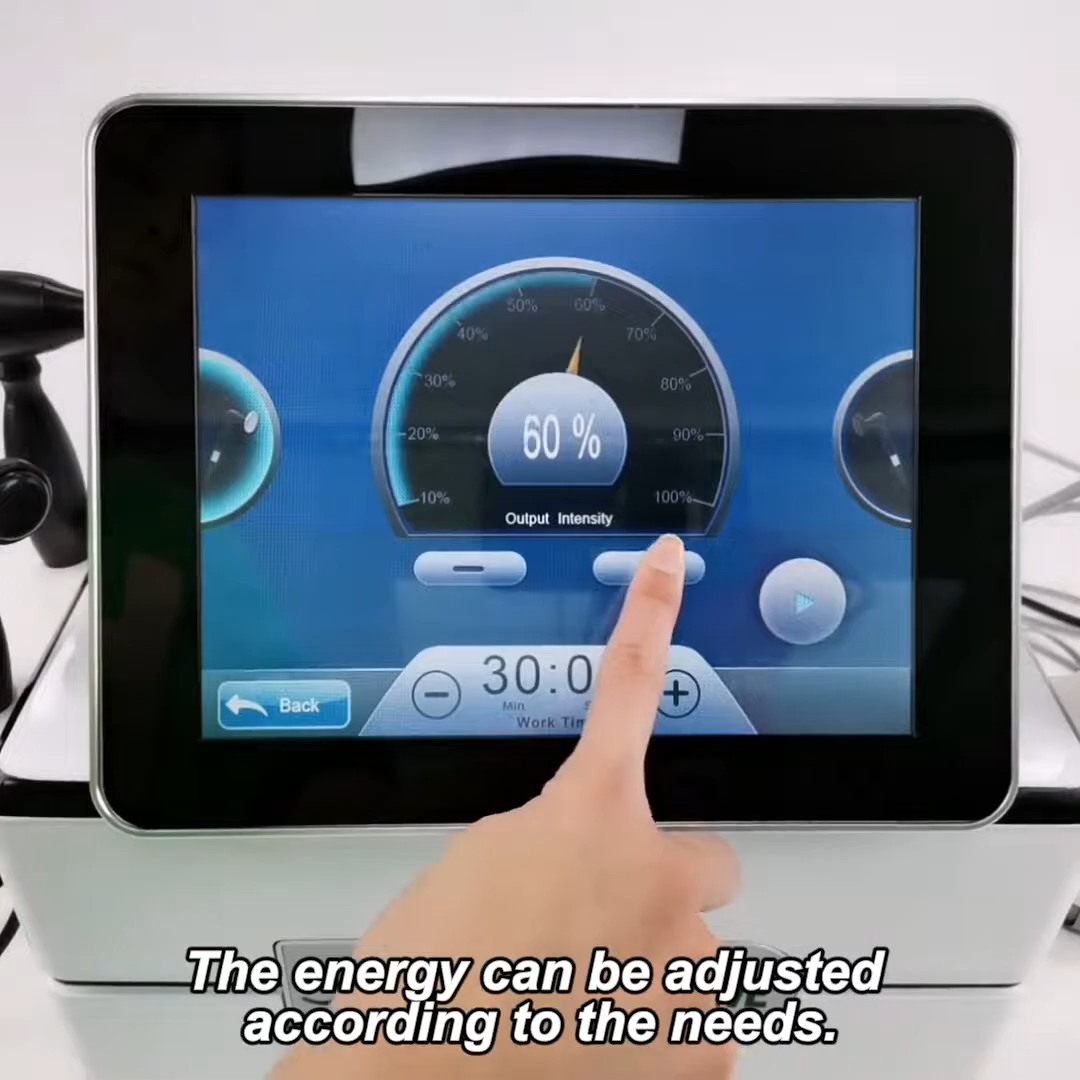 50% 60%
40% 70%
30% 80%
20% 60 % 90%
10% 100%
Output Intensity
30:0
Min
Work
Back
The energy can be adjusted
according to the needs.